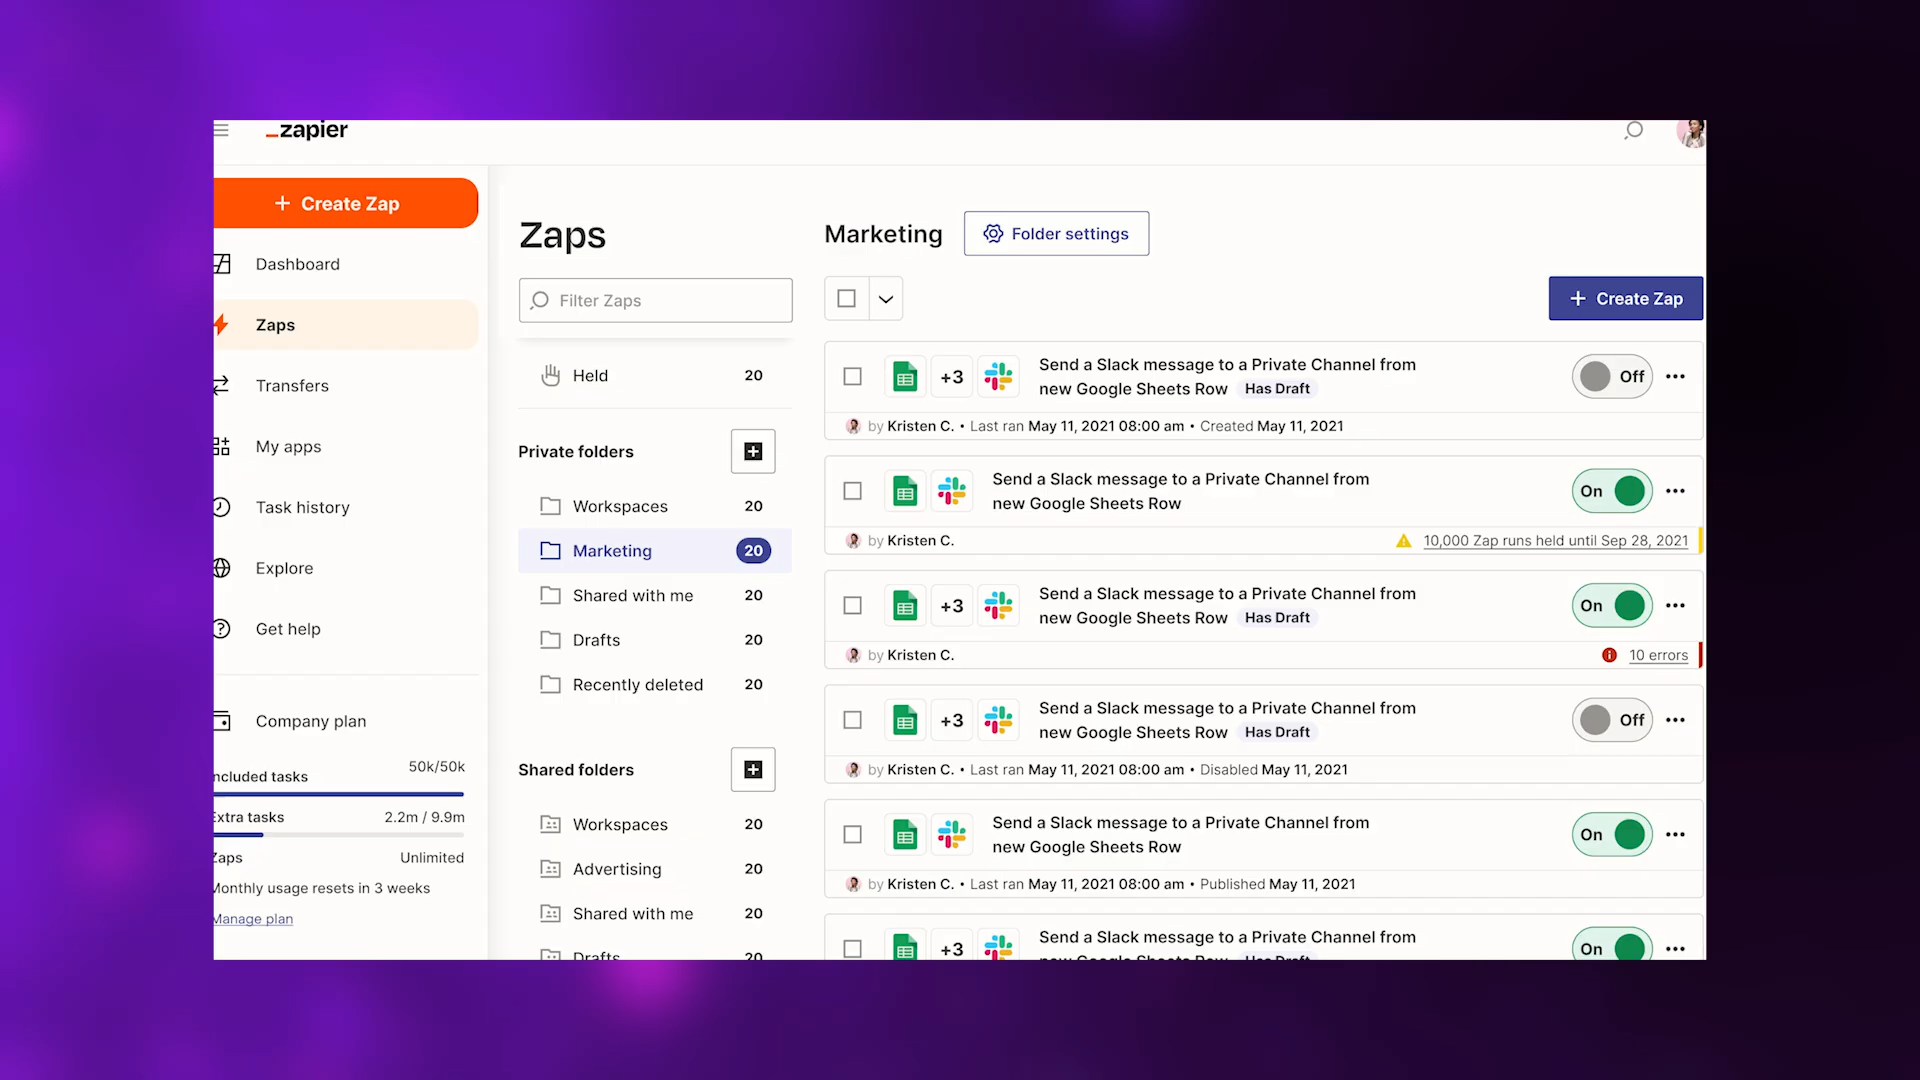 zapier
+ Create Zap
Dashboard
Zaps
Transfers
My apps
Task history
Explore
Get help
Company plan
ncluded tasks 50k/50k
Extra tasks 2.2m / 9.9m
Zaps Unlimited
Monthly usage resets in 3 weeks
Manage plan
Zaps
Filter Zaps
Held 20
Private folders
Workspaces 20
Marketing 20
Shared with me 20
Drafts 20
Recently deleted 20
Shared folders
Workspaces 20
Advertising 20
Shared with me 20
Drafts 20
Marketing
Folder settings
+ Create Zap
+3
Send a Slack message to a Private Channel from
new Google Sheets Row Has Draft
Off
by Kristen C. • Last ran May 11, 2021 08:00 am • Created May 11, 2021
Send a Slack message to a Private Channel from
new Google Sheets Row
On
by Kristen C.
10,000 Zap runs held until Sep 28, 2021
+3
Send a Slack message to a Private Channel from
new Google Sheets Row Has Draft
On
by Kristen C.
10 errors
+3
Send a Slack message to a Private Channel from
new Google Sheets Row Has Draft
Off
by Kristen C. • Last ran May 11, 2021 08:00 am • Disabled May 11, 2021
Send a Slack message to a Private Channel from
new Google Sheets Row
On
by Kristen C. • Last ran May 11, 2021 08:00 am • Published May 11, 2021
+3
Send a Slack message to a Private Channel from
new Google Sheets Row Has Draft
On